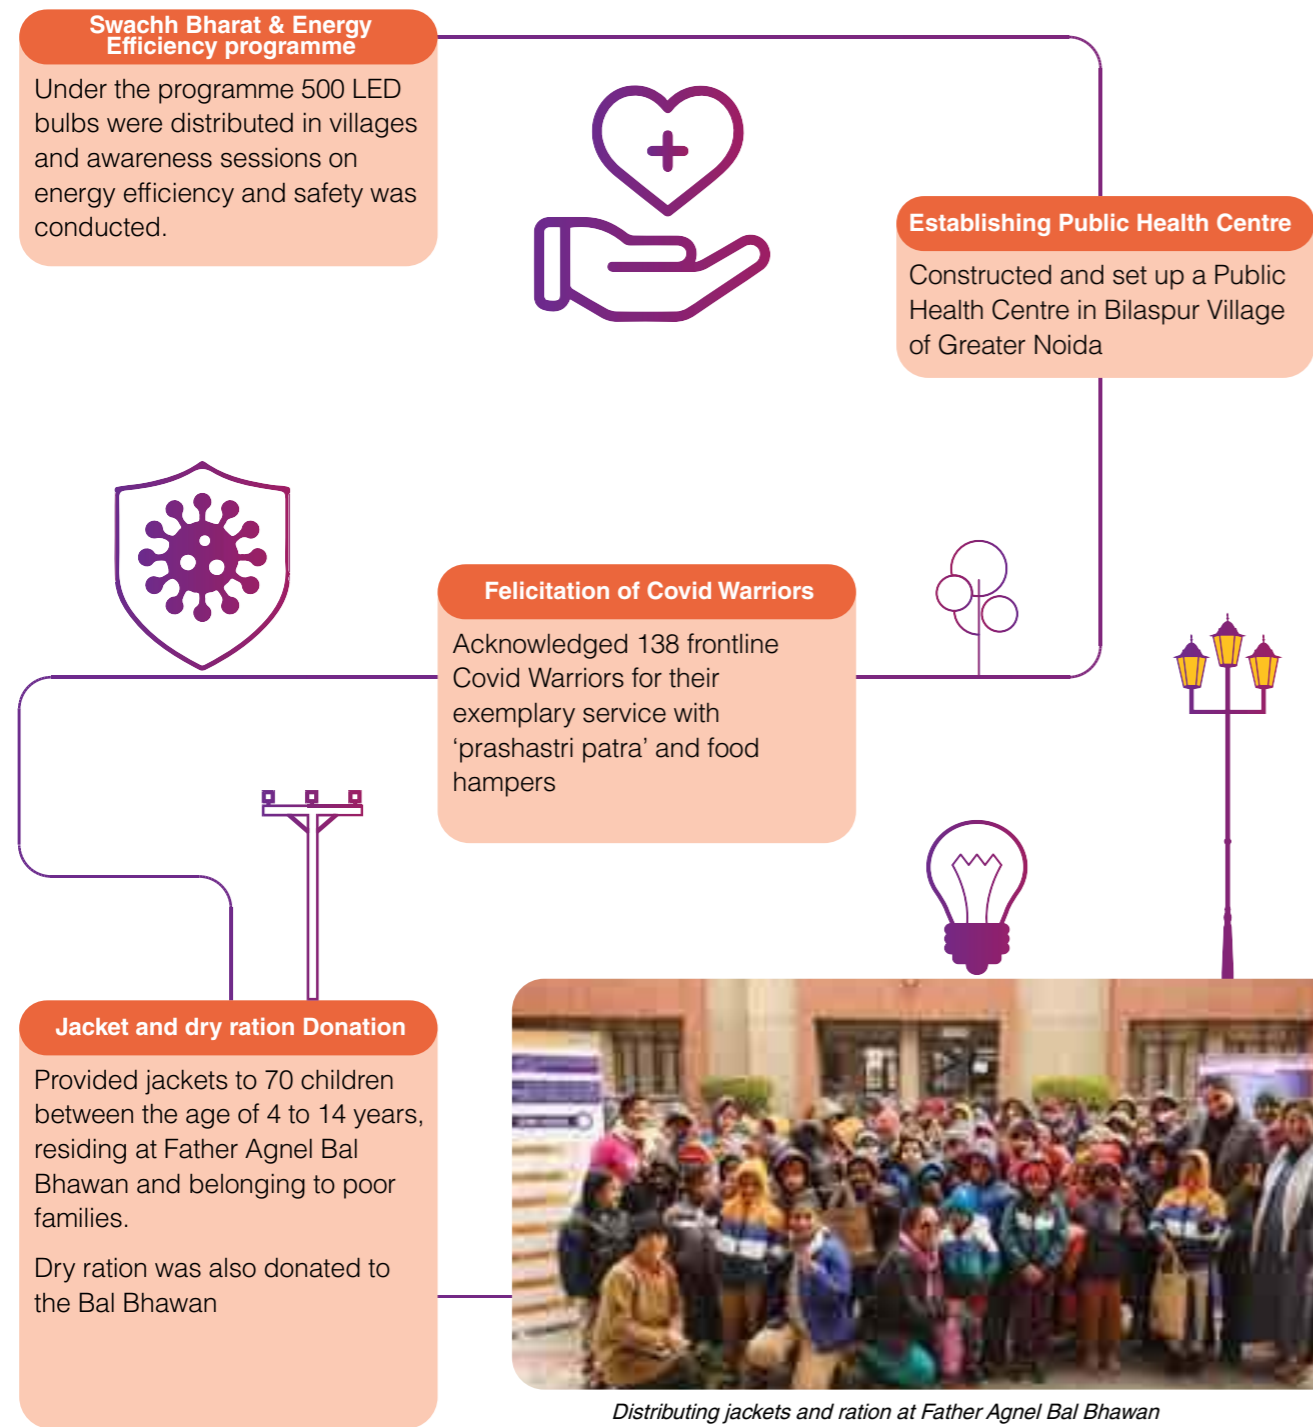 Swachh Bharat & Energy
Efficiency programme
Under the programme 500 LED
bulbs were distributed in villages
and awareness sessions on
energy efficiency and safety was
conducted.
Establishing Public Health Centre
Constructed and set up a Public
Health Centre in Bilaspur Village
of Greater Noida
Felicitation of Covid Warriors
Acknowledged 138 frontline
Covid Warriors for their
exemplary service with
‘prashastri patra’ and food
hampers
Jacket and dry ration Donation
Provided jackets to 70 children
between the age of 4 to 14 years,
residing at Father Agnel Bal
Bhawan and belonging to poor
families.
Dry ration was also donated to
the Bal Bhawan
Distributing jackets and ration at Father Agnel Bal Bhawan